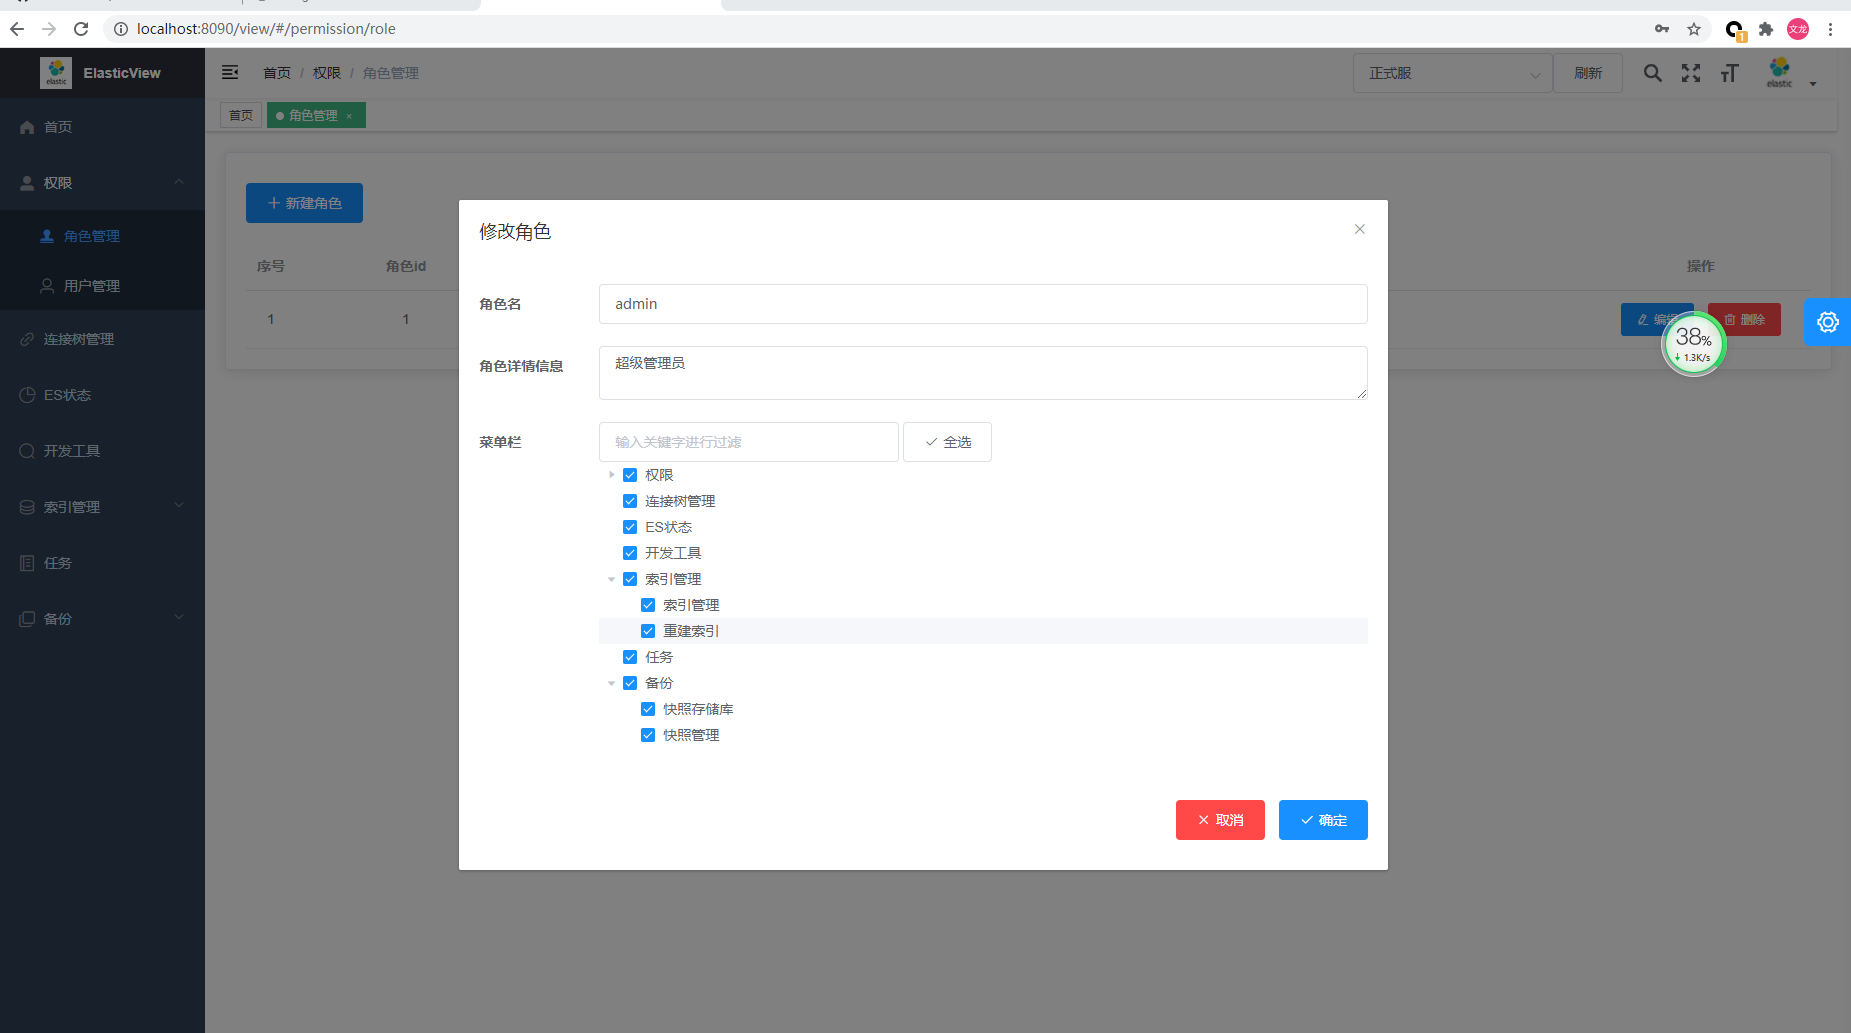 localhost:8090/view/#/permission/role
1
文龙
elastic
ElasticView
首页 / 权限 / 角色管理
正式服
刷新
elastic
首页
角色管理 ×
首页
权限
角色管理
用户管理
连接树管理
ES状态
开发工具
索引管理
任务
备份
+ 新建角色
序号
角色id
操作
1
1
编辑
删除
38%
1.3K/s
修改角色
角色名
admin
角色详情信息
超级管理员
菜单栏
输入关键字进行过滤
全选
权限
连接树管理
ES状态
开发工具
索引管理
索引管理
重建索引
任务
备份
快照存储库
快照管理
取消
确定